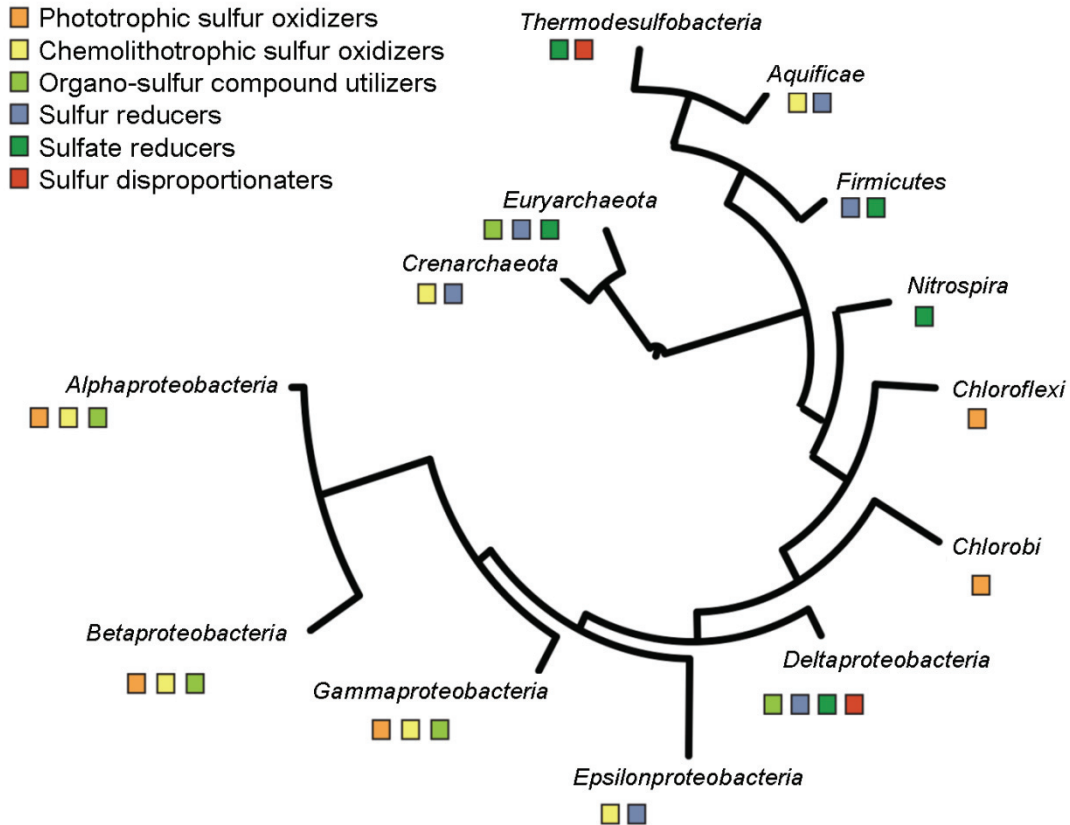 Phototrophic sulfur oxidizers
Chemolithotrophic sulfur oxidizers
Organo-sulfur compound utilizers
Sulfur reducers
Sulfate reducers
Sulfur disproportionaters
Thermodesulfobacteria
Aquificae
Firmicutes
Euryarchaeota
Crenarchaeota
Nitrospira
Alphaproteobacteria
Chloroflexi
Chlorobi
Betaproteobacteria
Deltaproteobacteria
Gammaproteobacteria
Epsilonproteobacteria